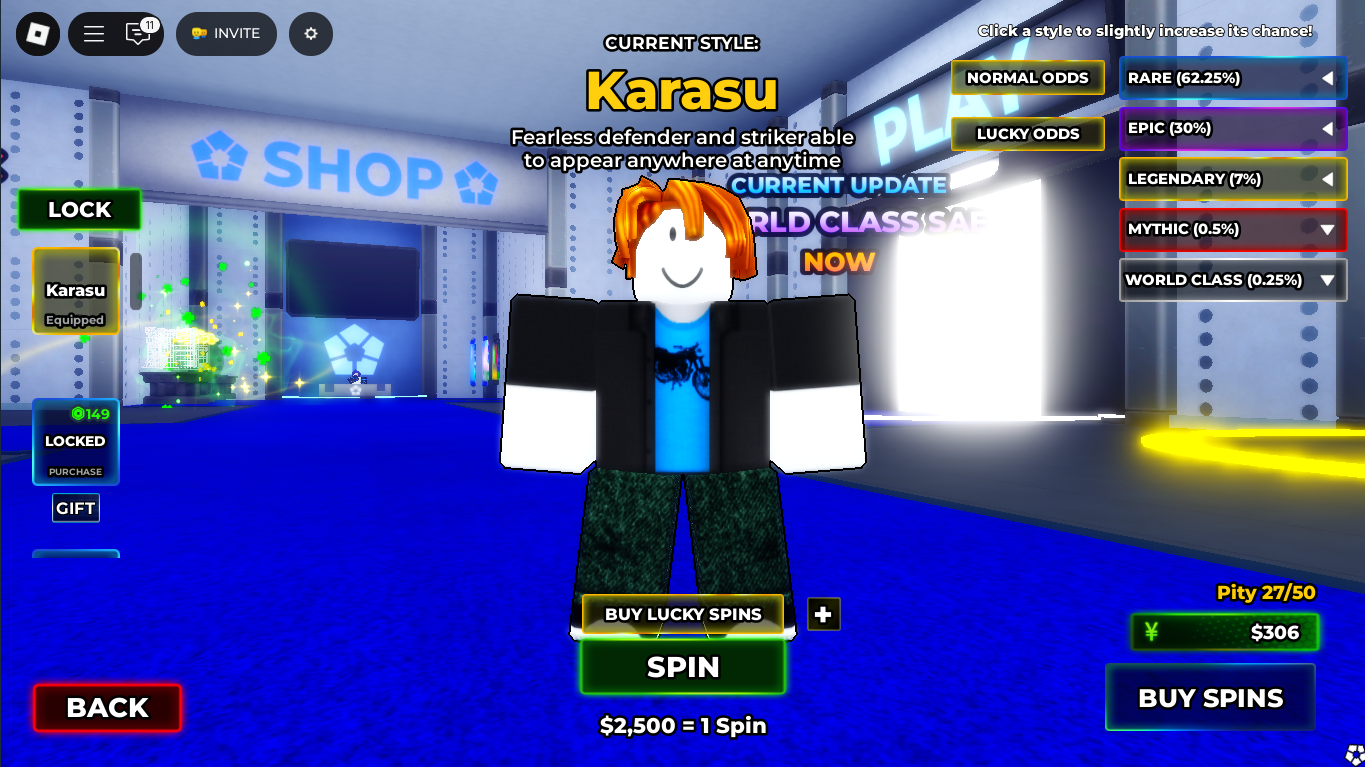 11
INVITE
CURRENT STYLE:
Karasu
Fearless defender and striker able
to appear anywhere at anytime
Click a style to slightly increase its chance!
NORMAL ODDS
LUCKY ODDS
RARE (62.25%)
EPIC (30%)
LEGENDARY (7%)
MYTHIC (0.5%)
WORLD CLASS (0.25%)
PLAY
SHOP
CURRENT UPDATE
CLASS
NOW
LOCK
Karasu
Equipped
149
LOCKED
PURCHASE
GIFT
BACK
BUY LUCKY SPINS
+
SPIN
$2,500 = 1 Spin
Pity 27/50
¥ $306
BUY SPINS